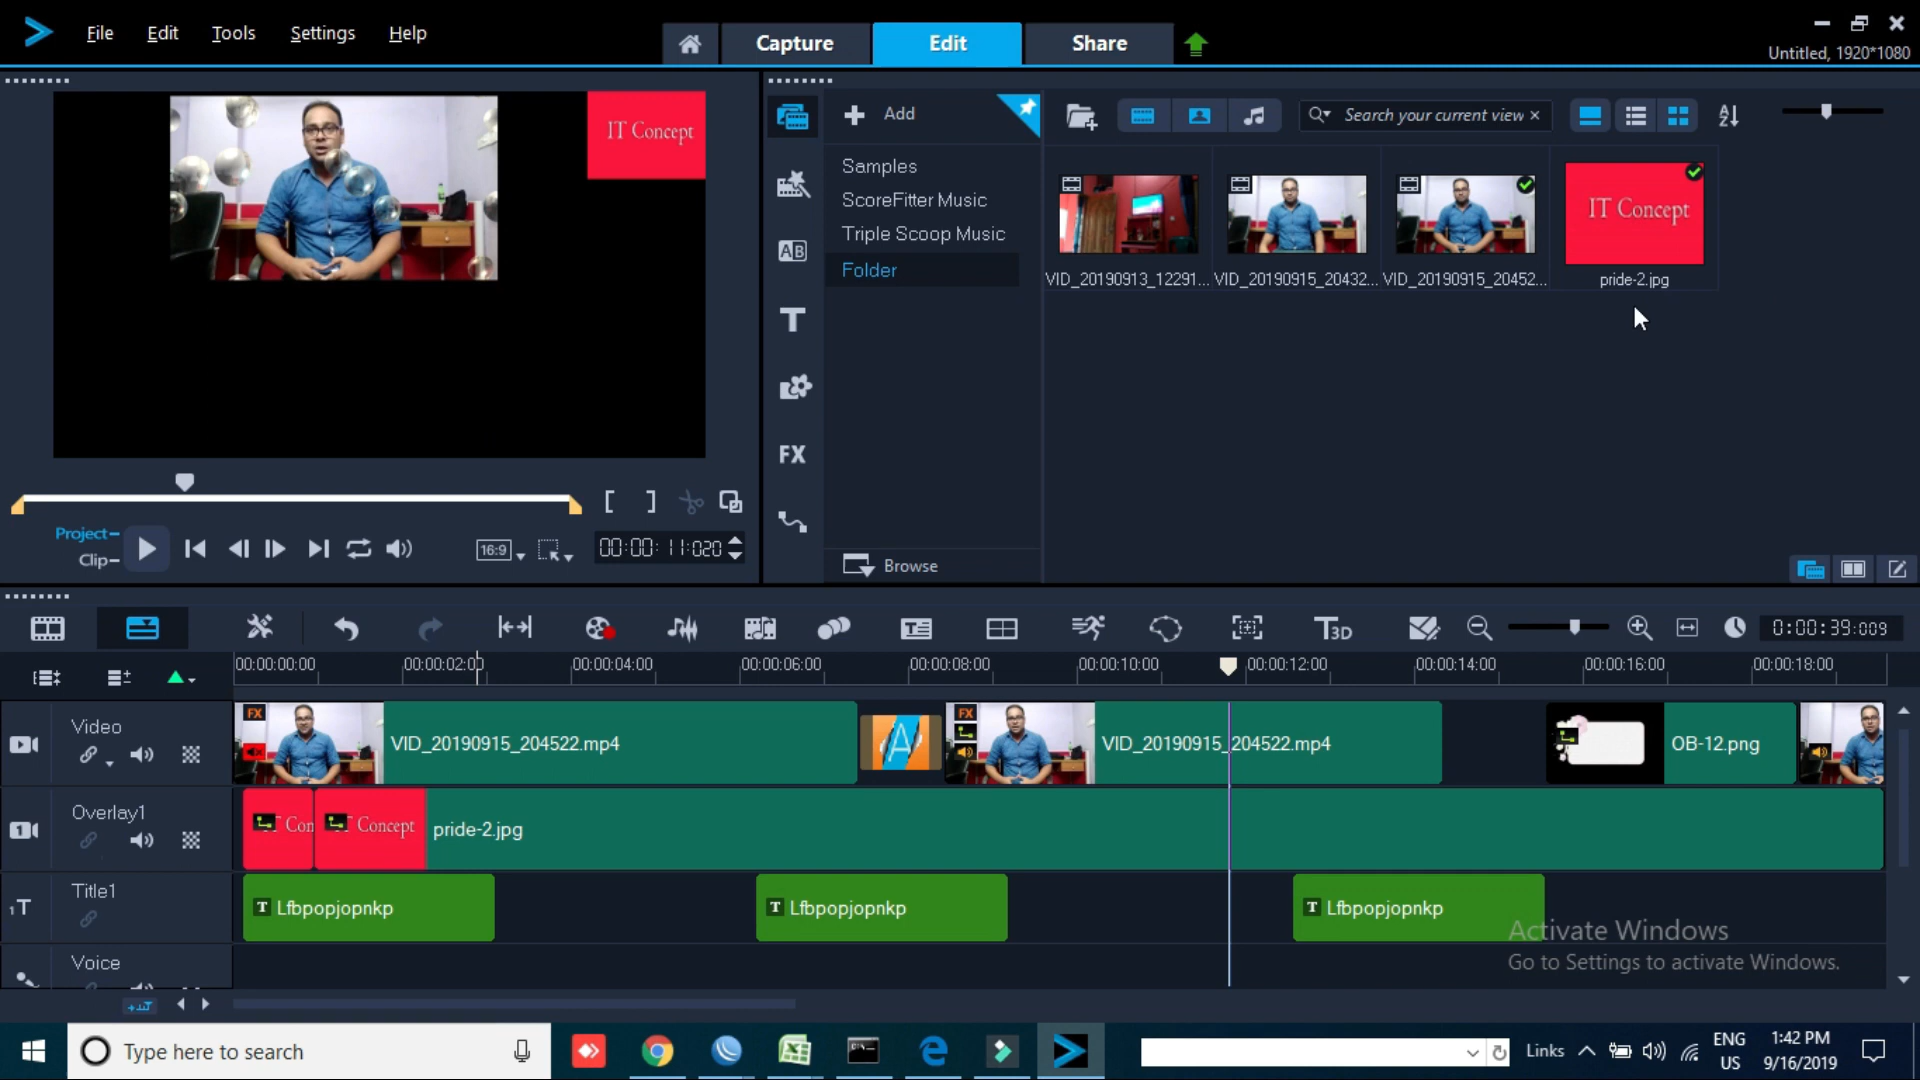 File
Edit
Tools
Settings
Help
Capture
Edit
Share
Untitled, 1920*1080
IT Concept
Add
Samples
ScoreFitter Music
Triple Scoop Music
Folder
Browse
Search your current view
VID_20190913_12291...
VID_20190915_20432...
VID_20190915_20452...
IT Concept
pride-2.jpg
Project
Clip
16:9
00:00:11:020
AB
T
FX
T3D
0:00:39:009
00:00:00:00
00:00:02:0
00:00:04:00
00:00:06:00
00:00:08:00
00:00:10:00
00:00:12:00
00:00:14:00
00:00:16:00
00:00:18:00
Video
FX
VID_20190915_204522.mp4
A
FX
VID_20190915_204522.mp4
OB-12.png
Overlay1
Con
Concept
pride-2.jpg
Title1
1T
T Lfbpopjopnkp
T Lfbpopjopnkp
T Lfbpopjopnkp
Voice
Activate Windows
Go to Settings to activate Windows.
Type here to search
Links
ENG
US
1:42 PM
9/16/2019